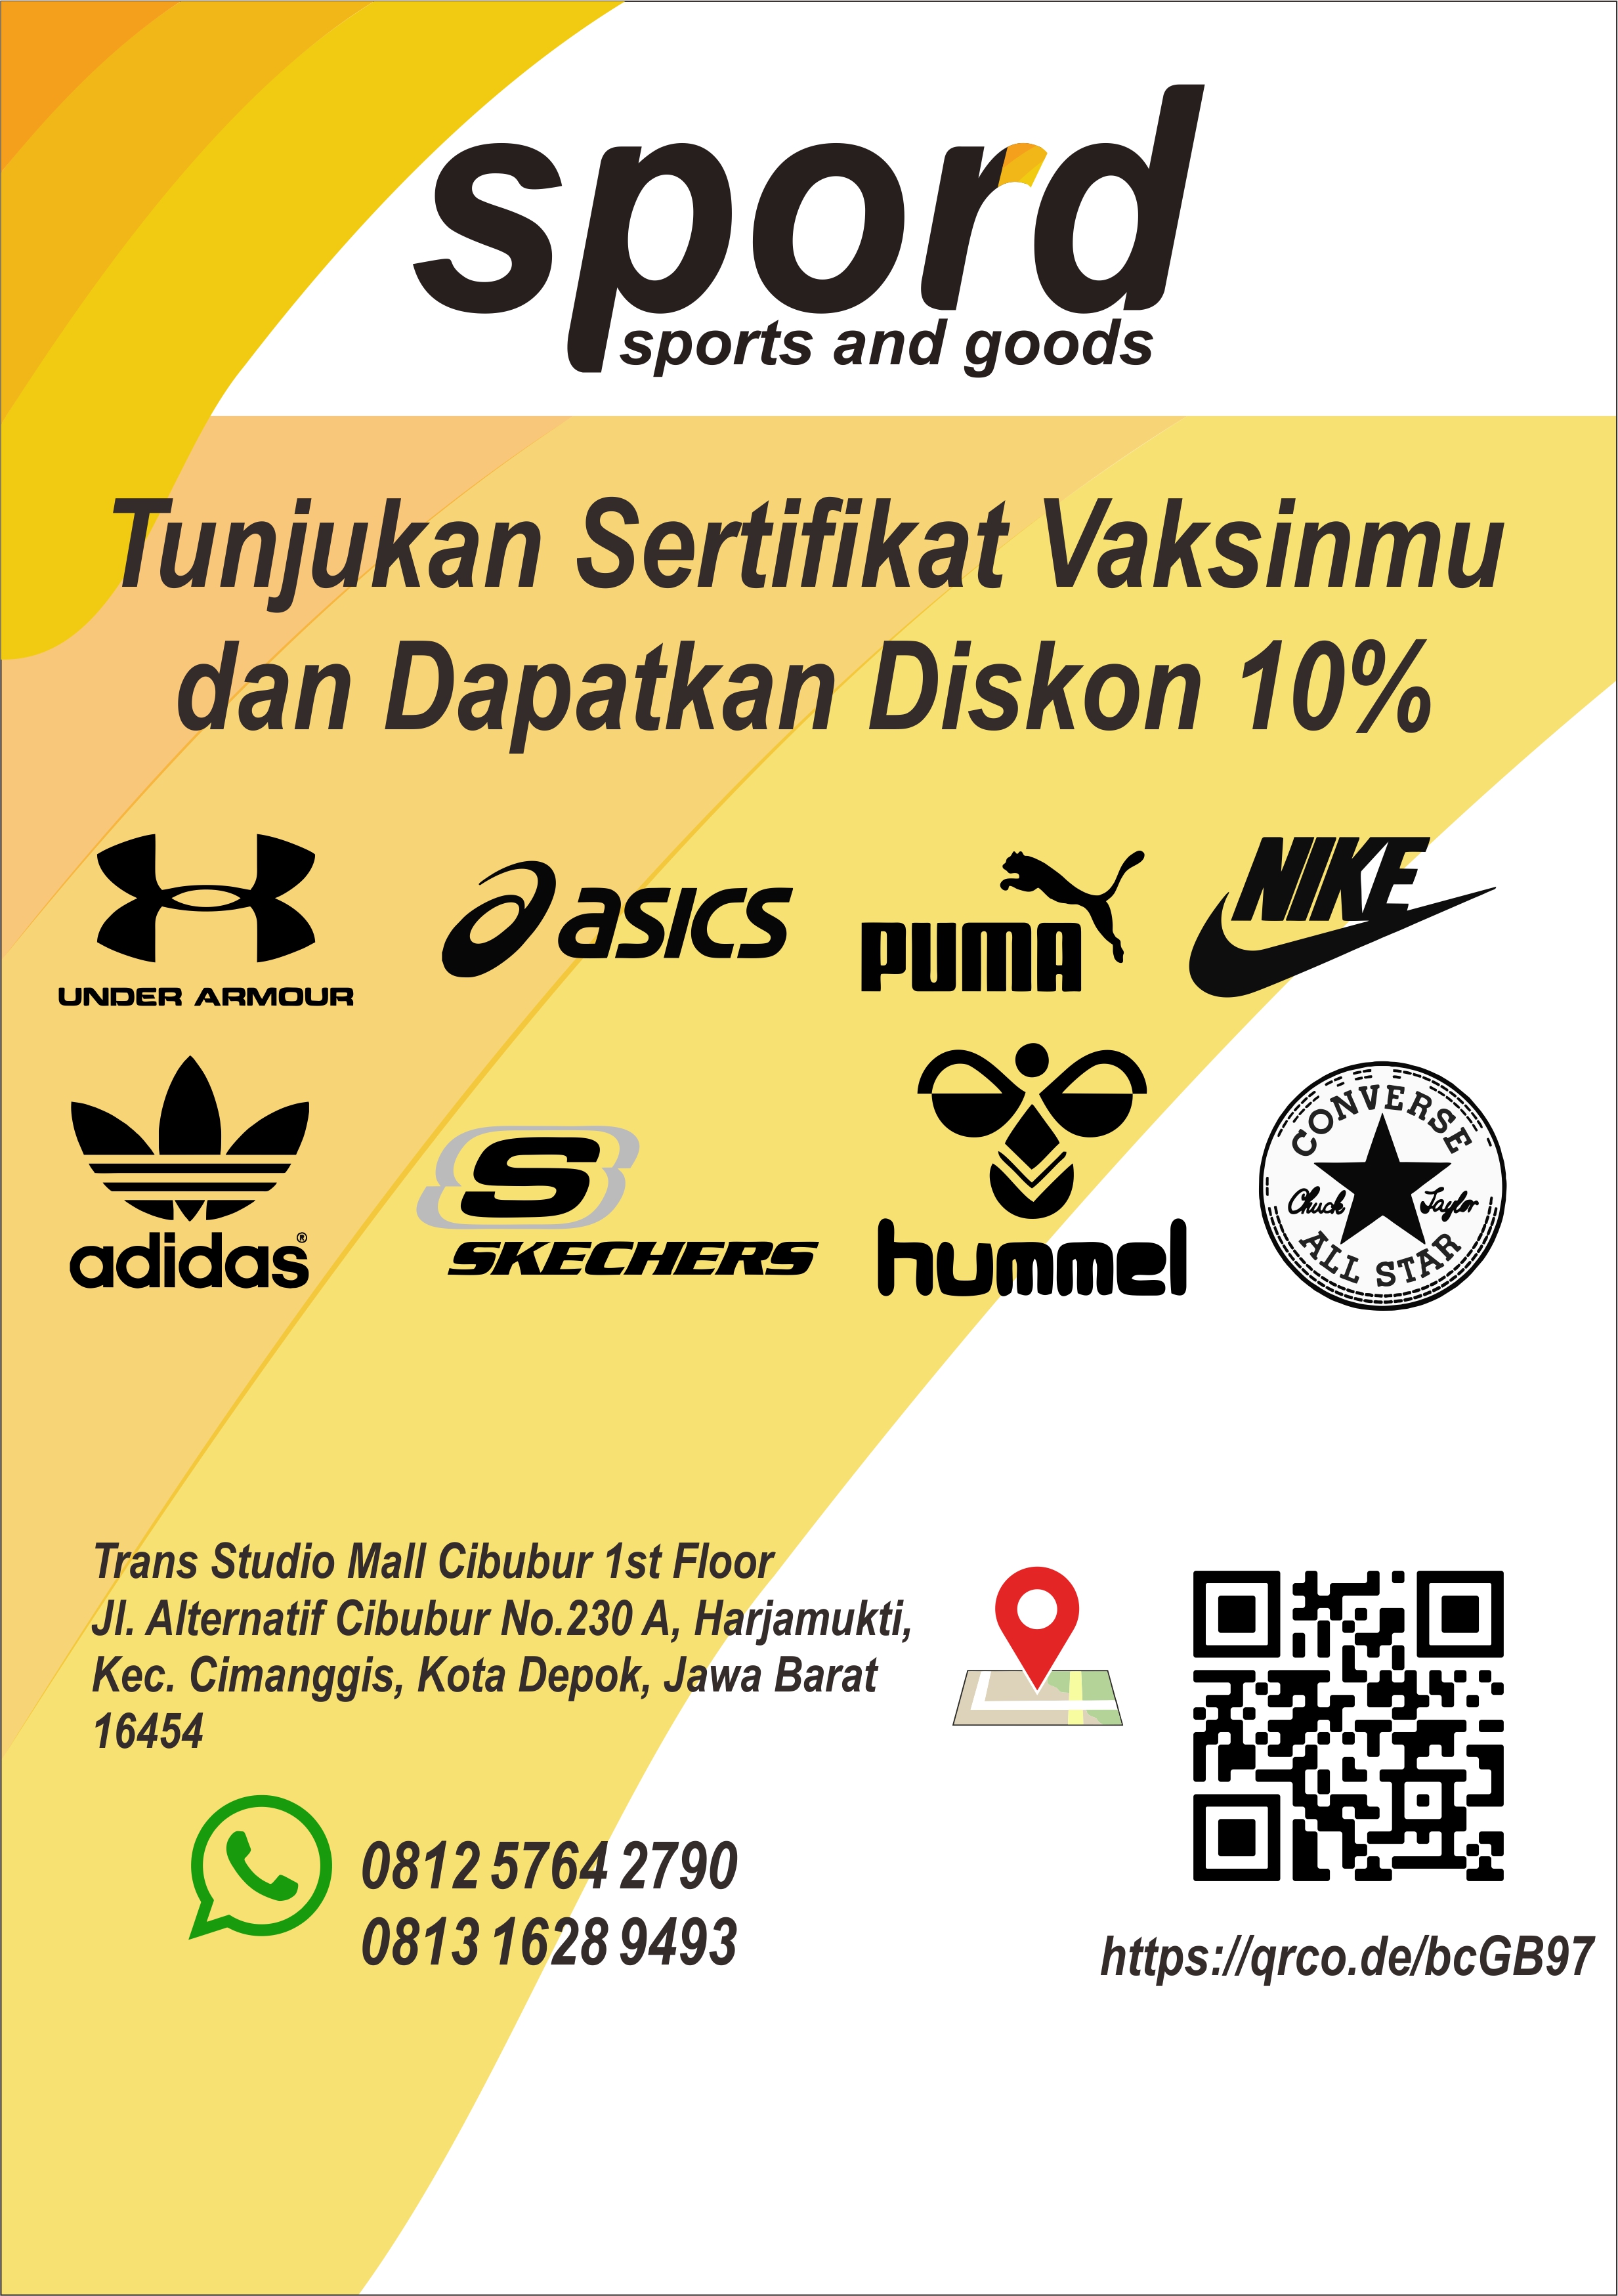 spord
sports and goods
Tunjukan Sertifikat Vaksinmu
dan Dapatkan Diskon 10%
UNDER ARMOUR
asics
PUMA
NIKE
adidas®
S
SKECHERS
hummel
CONVERSE
Chuck Taylor
ALL STAR
Trans Studio Mall Cibubur 1st Floor
Jl. Alternatif Cibubur No.230 A, Harjamukti,
Kec. Cimanggis, Kota Depok, Jawa Barat
16454
0812 5764 2790
0813 1628 9493
https://qrco.de/bcGB97